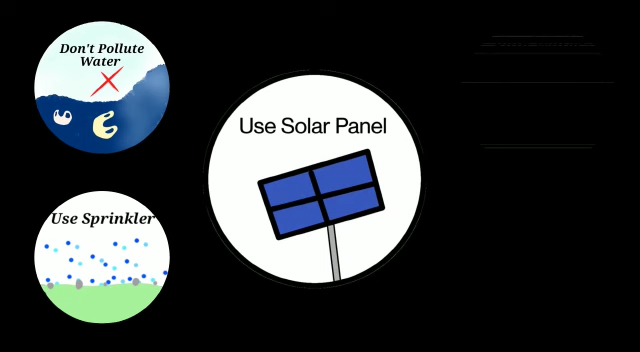 Don't Pollute
Water
Use Solar Panel
Use Sprinkler